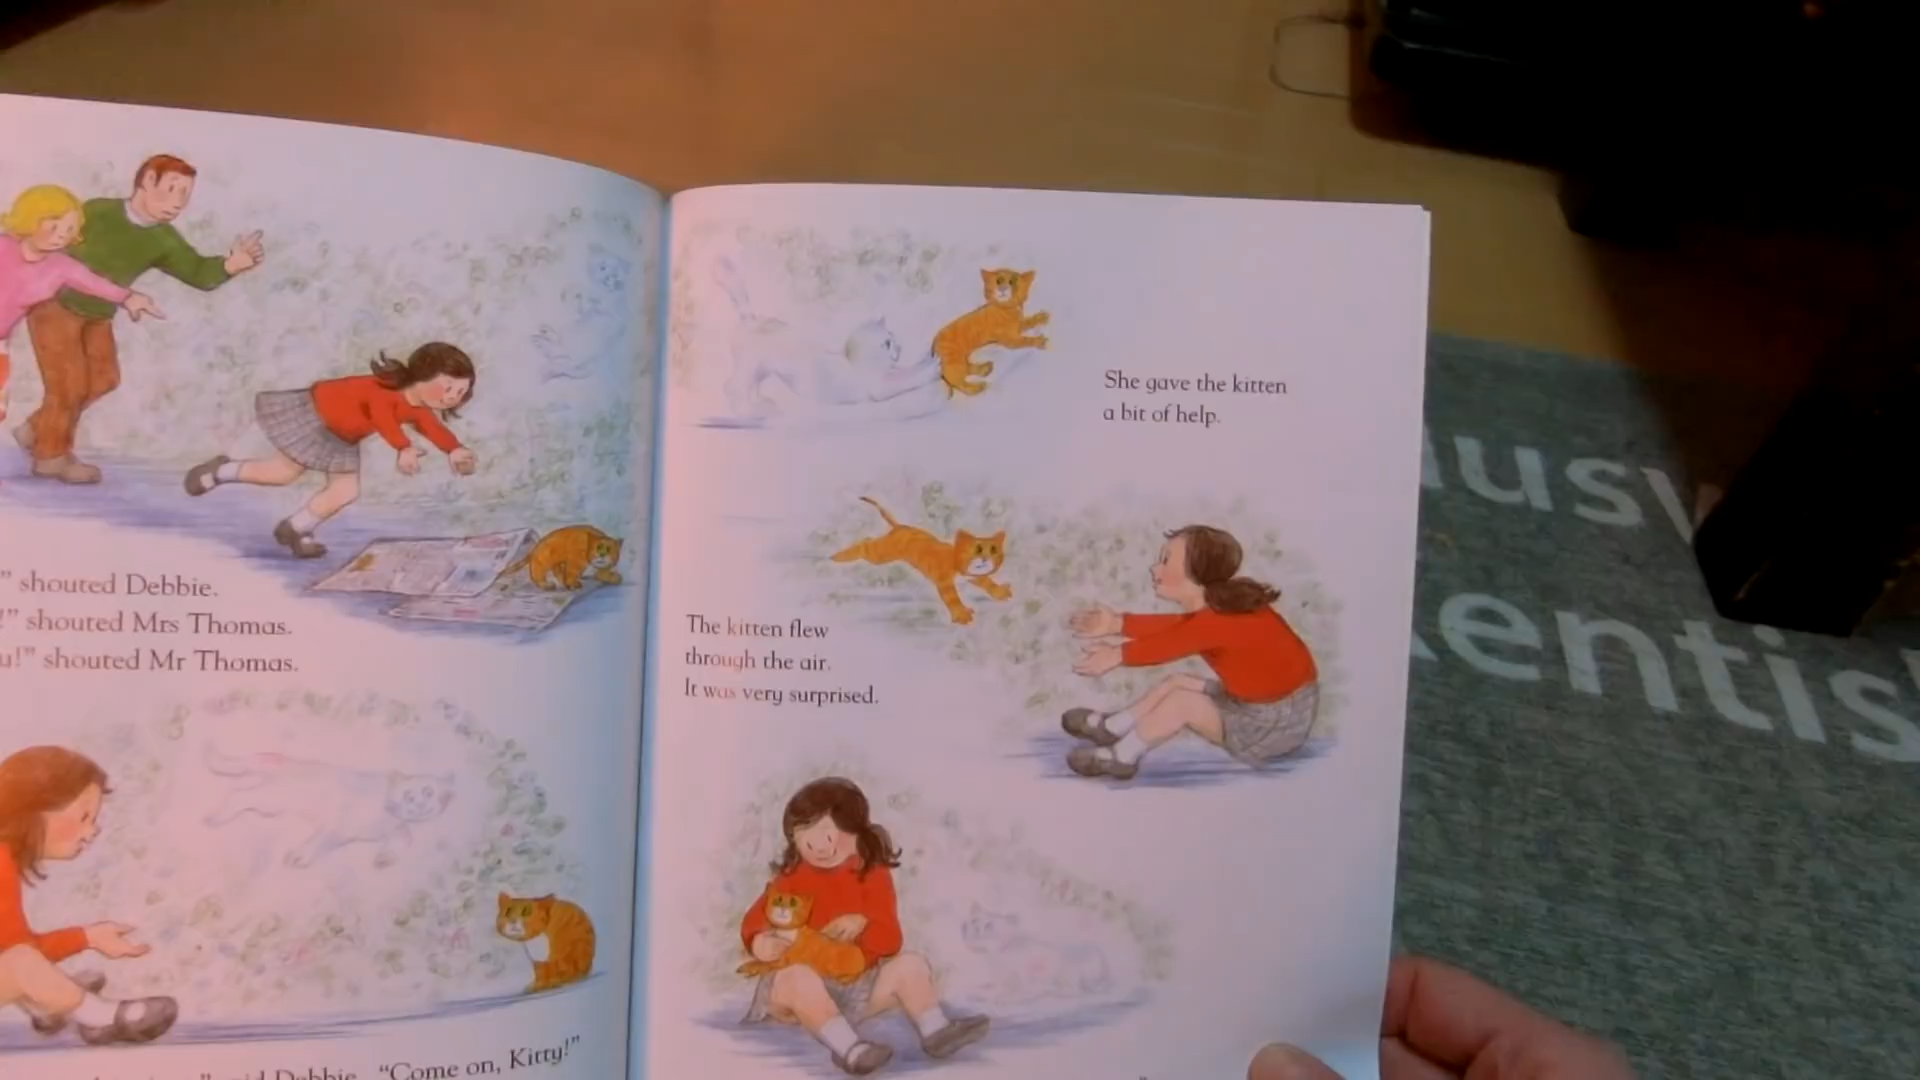 ” shouted Debbie.
!” shouted Mrs Thomas.
u!” shouted Mr Thomas.
Debbie. “Come on, Kitty!”
She gave the kitten
a bit of help.
The kitten flew
through the air.
It was very surprised.